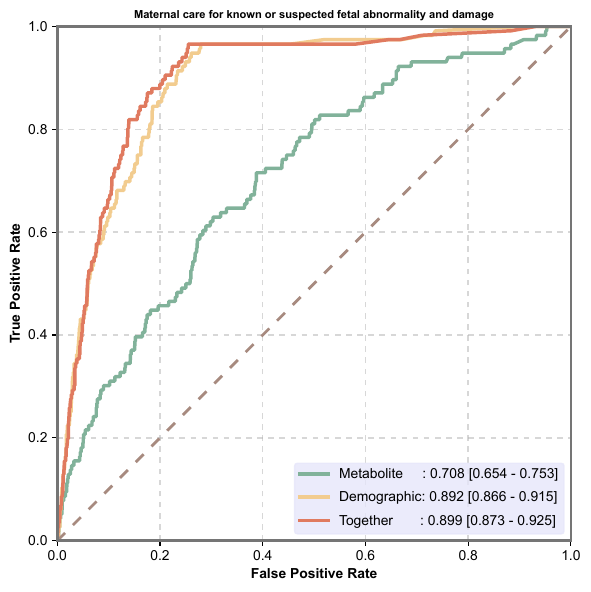 Maternal care for known or suspected fetal abnormality and damage
1.0
0.8
0.6
0.4
0.2
0.0
True Positive Rate
Metabolite : 0.708 [0.654 - 0.753]
Demographic: 0.892 [0.866 - 0.915]
Together : 0.899 [0.873 - 0.925]
0.0 0.2 0.4 0.6 0.8 1.0
False Positive Rate